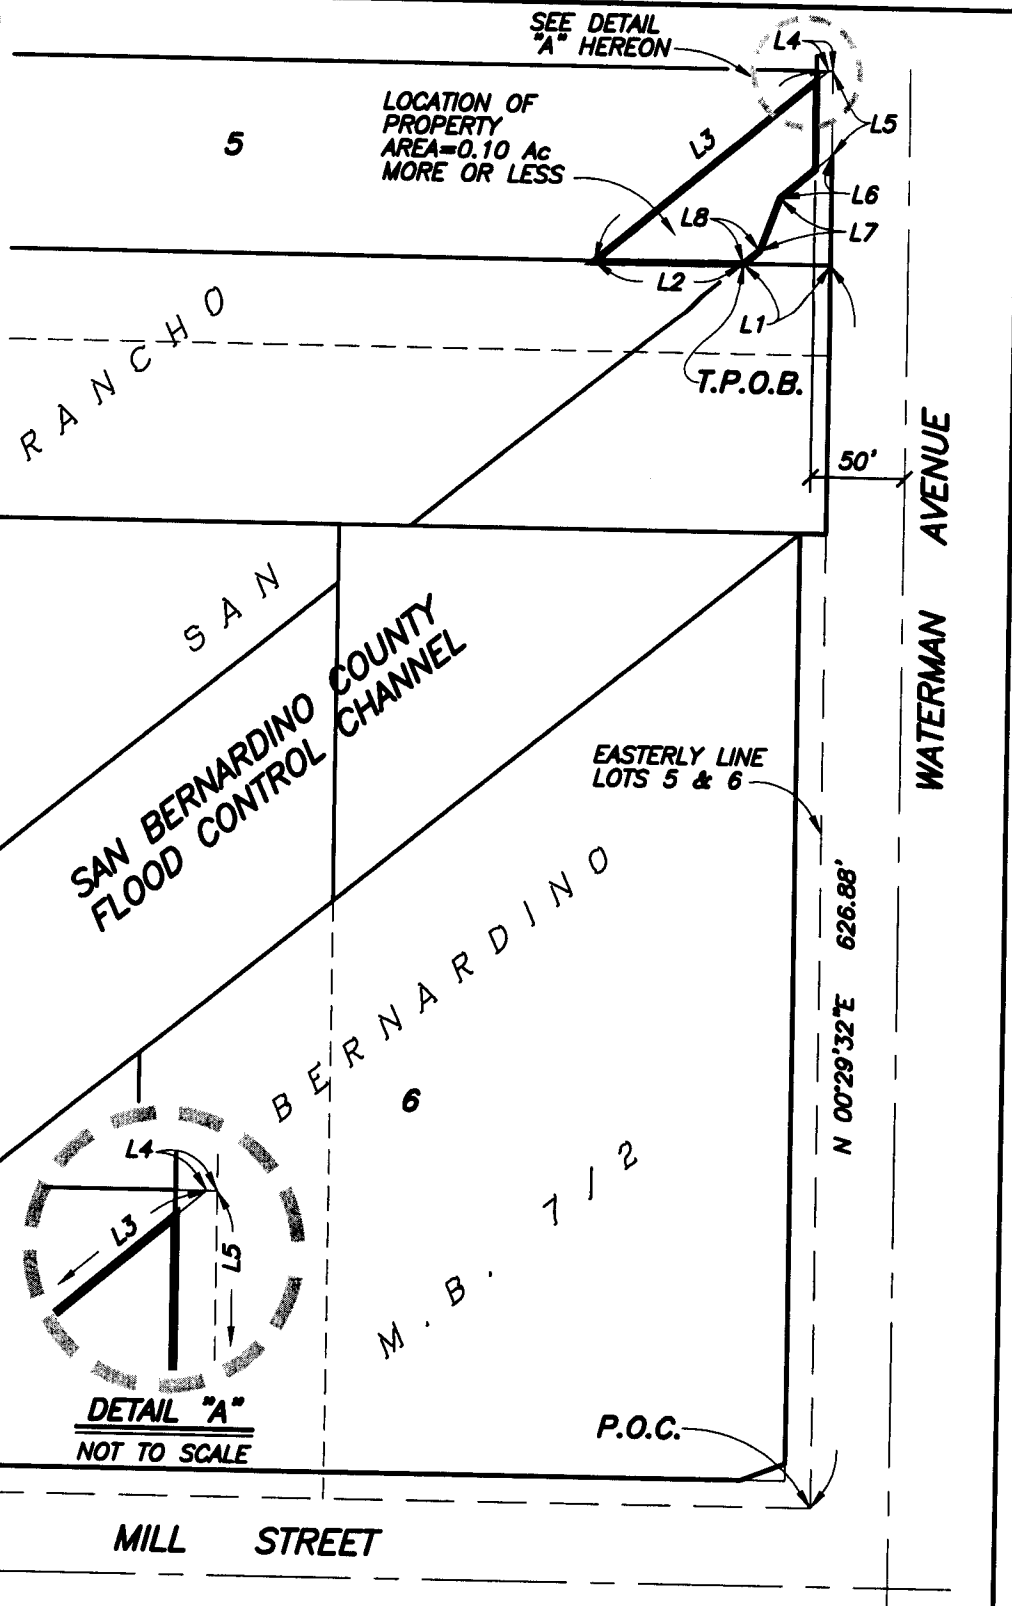 SEE DETAIL
"A" HEREON
L4
LOCATION OF
PROPERTY
AREA=0.10 Ac
MORE OR LESS
5
L3
L5
L6
L8
L7
L2
L1
T.P.O.B.
RANCHO
50'
WATERMAN AVENUE
SAN
SAN BERNARDINO COUNTY
FLOOD CONTROL CHANNEL
EASTERLY LINE
LOTS 5 & 6
N 00°29'32"E 626.88'
BERNARDINO
6
M.B. 7/2
L4
L3
L5
DETAIL "A"
NOT TO SCALE
P.O.C.
MILL STREET